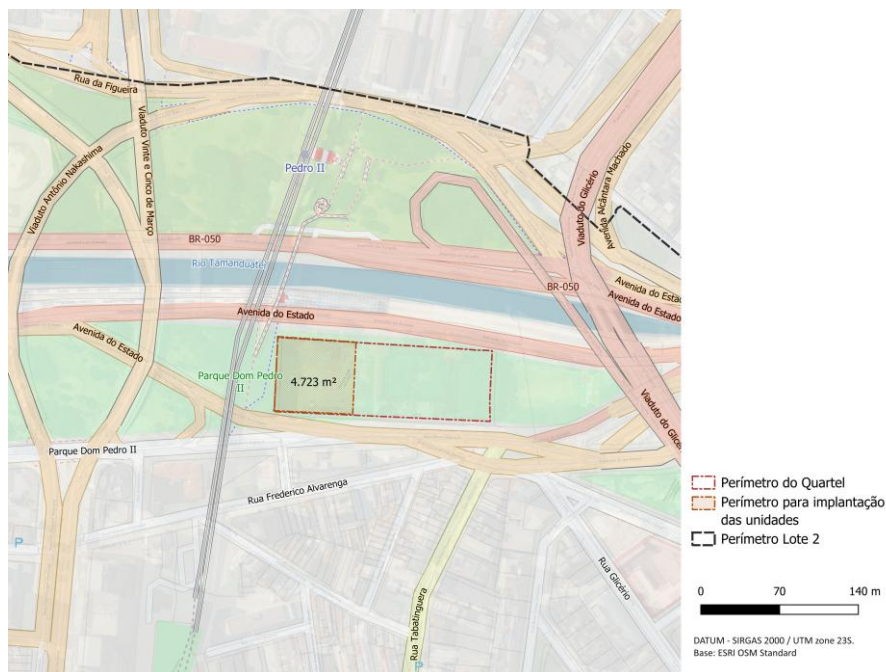 Rua da Figueira
Viaduto Vinte e Cinco de Março
Viaduto Antônio Nakashima
Pedro II
Viaduto do Glicério
Avenida Alcântara Machado
BR-050
Rio Tamanduateí
BR-050
Avenida do Estado
Avenida do Estado
Avenida do Estado
Avenida do Estado
Parque Dom Pedro
II
4.723 m²
Viaduto do Glicério
Parque Dom Pedro II
Rua Frederico Alvarenga
P
Rua Tabatinguera
Rua Glicério
P
Perímetro do Quartel
Perímetro para implantação
das unidades
Perímetro Lote 2
0 70 140 m
DATUM - SIRGAS 2000 / UTM zone 23S.
Base: ESRI OSM Standard